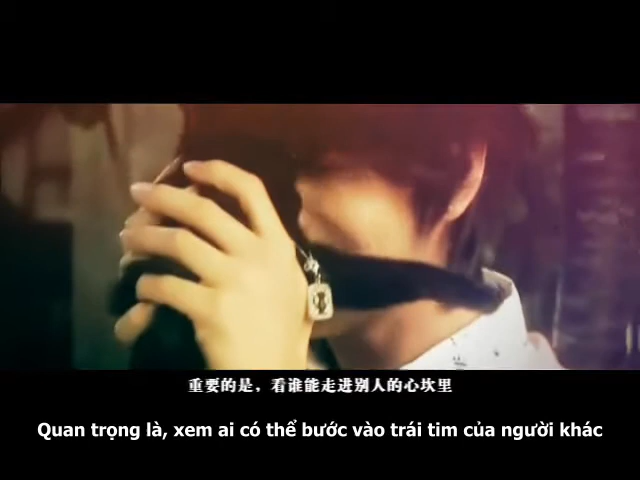 重要的是，看谁能走进别人的心坎里
Quan trọng là, xem ai có thể bước vào trái tim của người khác